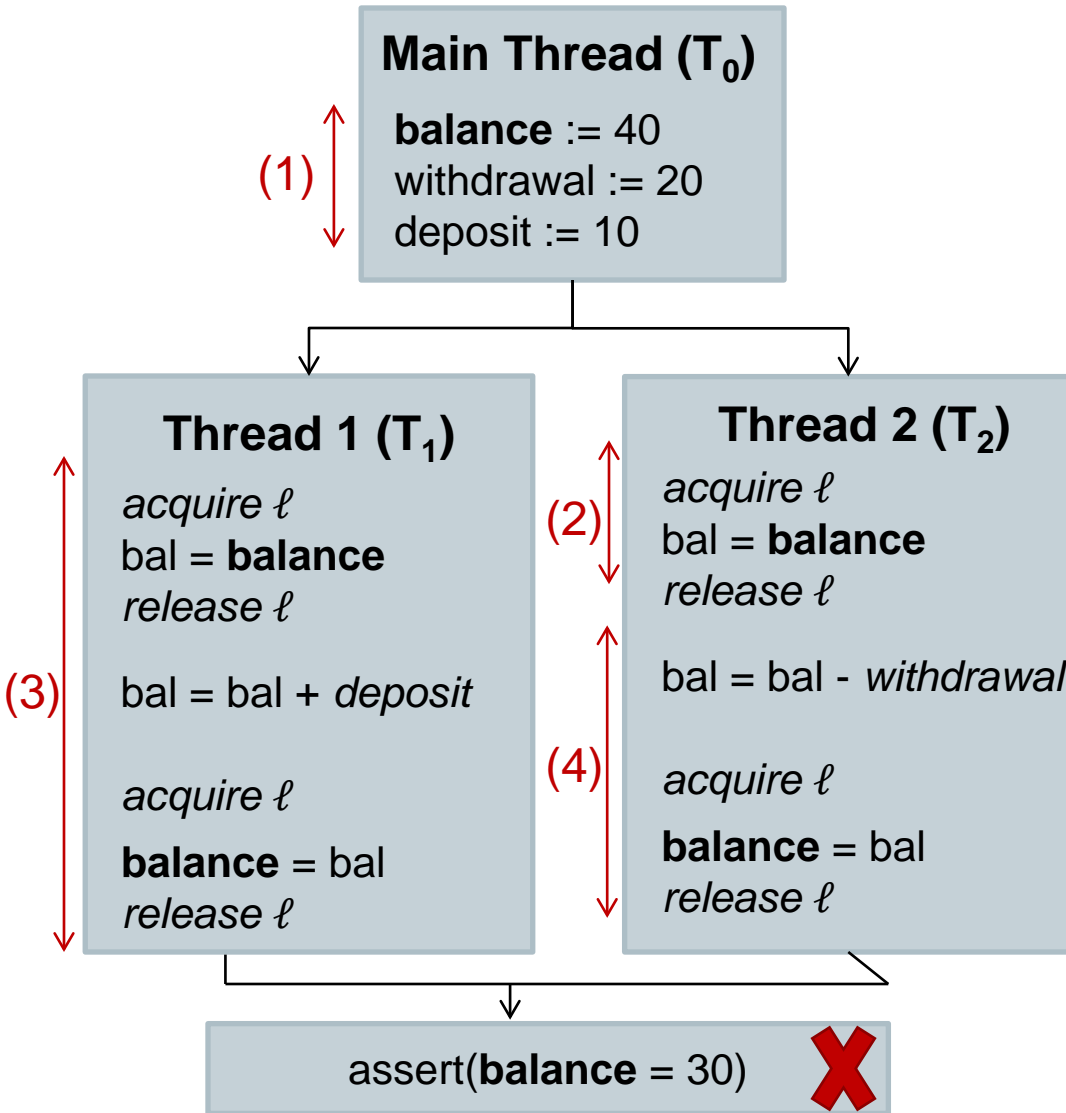 Main Thread (T₀)
(1)
balance := 40
withdrawal := 20
deposit := 10
Thread 1 (T₁)
(3)
acquire ℓ
bal = balance
release ℓ
bal = bal + deposit
acquire ℓ
balance = bal
release ℓ
Thread 2 (T₂)
(2)
acquire ℓ
bal = balance
release ℓ
(4)
bal = bal - withdrawal
acquire ℓ
balance = bal
release ℓ
assert(balance = 30)